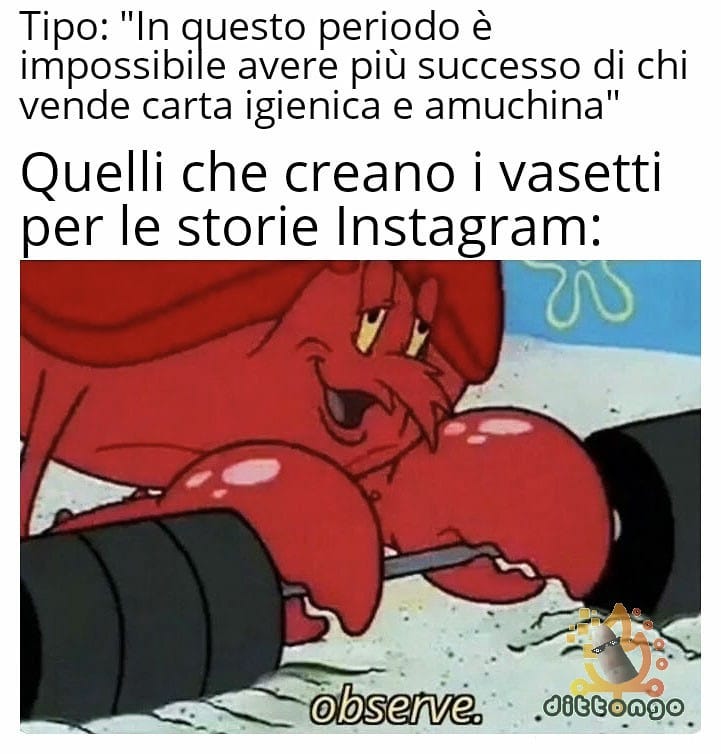 Tipo: "In questo periodo è
impossibile avere più successo di chi
vende carta igienica e amuchina"
Quelli che creano i vasetti
per le storie Instagram:
observe.
.dittongo